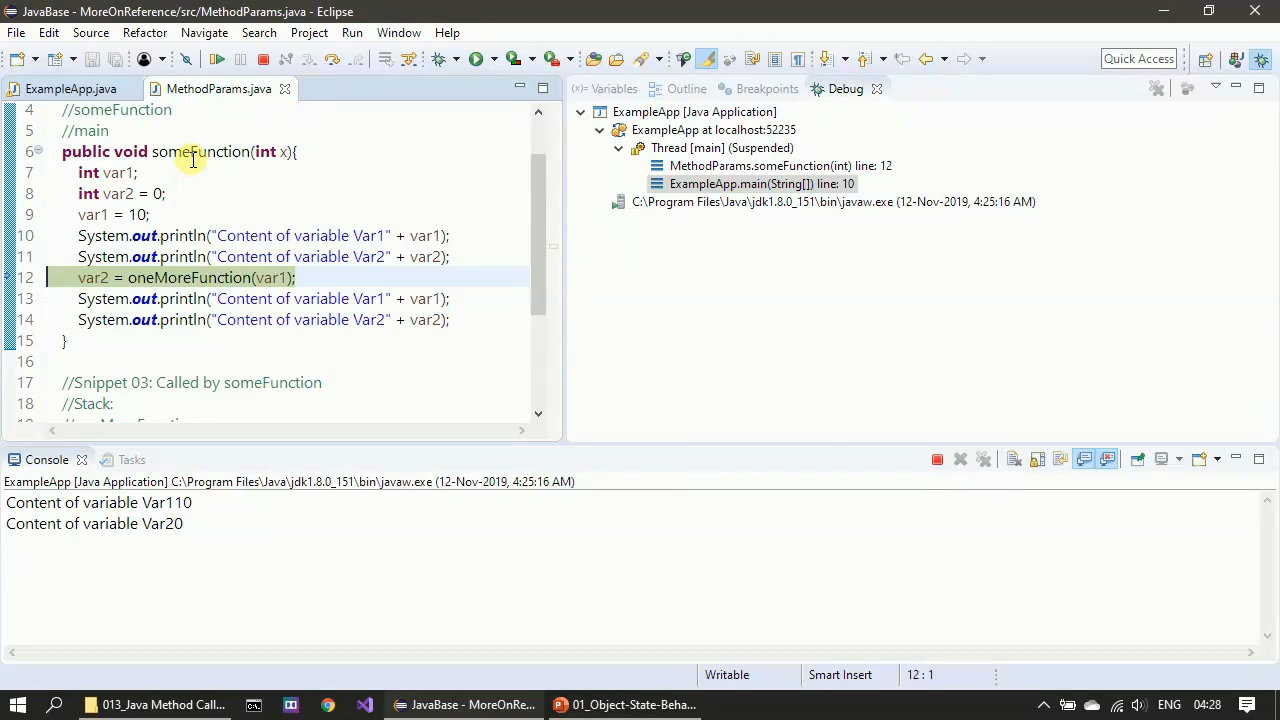 JavaBase - MoreOnReference/src/MethodParams.java - Eclipse
File Edit Source Refactor Navigate Search Project Run Window Help
Quick Access
ExampleApp.java MethodParams.java
4 //someFunction
5 //main
6 public void someFunction(int x){
7 int var1;
8 int var2 = 0;
9 var1 = 10;
10 System.out.println("Content of variable Var1" + var1);
11 System.out.println("Content of variable Var2" + var2);
12 var2 = oneMoreFunction(var1);
13 System.out.println("Content of variable Var1" + var1);
14 System.out.println("Content of variable Var2" + var2);
15 }
16
17 //Snippet 03: Called by someFunction
18 //Stack:
(x)= Variables Outline Breakpoints Debug
ExampleApp [Java Application]
ExampleApp at localhost:52235
Thread [main] (Suspended)
MethodParams.someFunction(int) line: 12
ExampleApp.main(String[]) line: 10
C:\Program Files\Java\jdk1.8.0_151\bin\javaw.exe (12-Nov-2019, 4:25:16 AM)
Console Tasks
ExampleApp [Java Application] C:\Program Files\Java\jdk1.8.0_151\bin\javaw.exe (12-Nov-2019, 4:25:16 AM)
Content of variable Var110
Content of variable Var20
Writable Smart Insert 12 : 1
013_Java Method Call... JavaBase - MoreOnRe... 01_Object-State-Beha... ENG 04:28